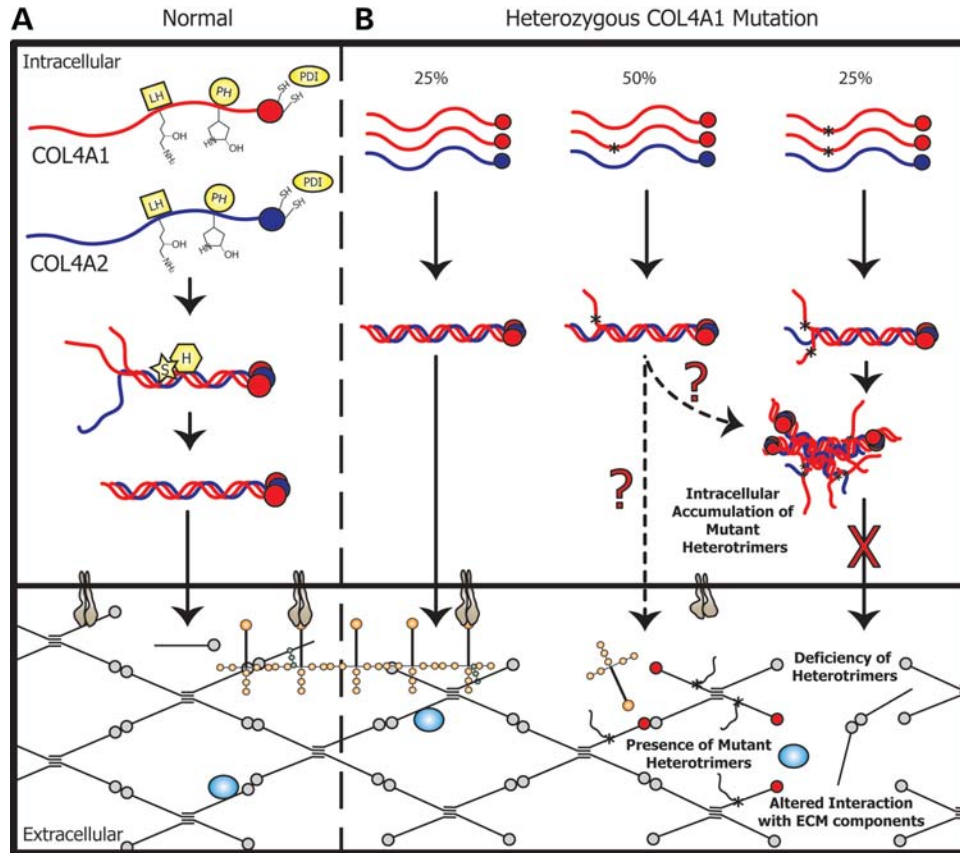 A
Normal
B
Heterozygous COL4A1 Mutation
Intracellular
PDI
LH
PH
SH
SH
OH
HN
OH
NH₂
COL4A1
PDI
LH
PH
SH
SH
OH
HN
OH
NH₂
COL4A2
S
H
25%
50%
25%
*
*
*
*
*
*
?
?
Intracellular
Accumulation of
Mutant
Heterotrimers
X
Deficiency of
Heterotrimers
Presence of Mutant
Heterotrimers
Altered Interaction
with ECM components
Extracellular